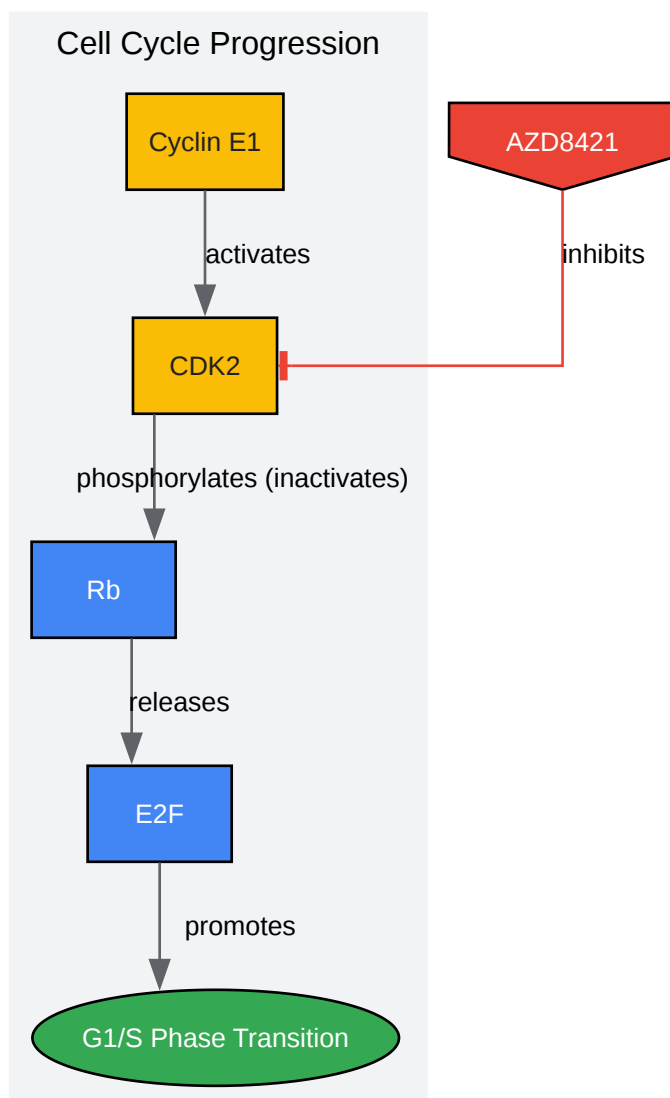 Cell Cycle Progression
Cyclin E1
AZD8421
activates
inhibits
CDK2
phosphorylates (inactivates)
Rb
releases
E2F
promotes
G1/S Phase Transition